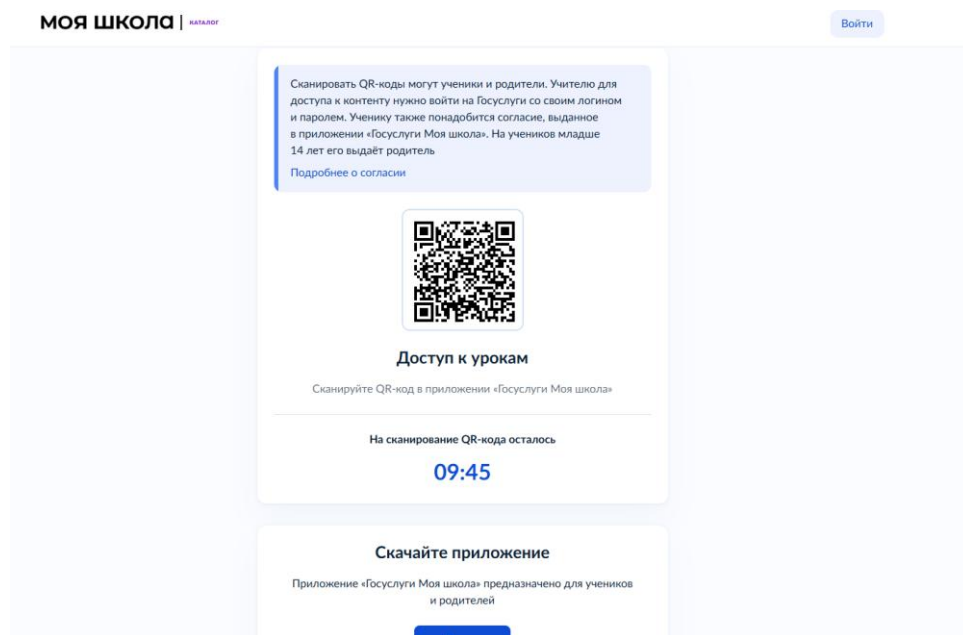 МОЯ ШКОЛА | КАТАЛОГ
Войти
Сканировать QR-коды могут ученики и родители. Учителю для
доступа к контенту нужно войти на Госуслуги со своим логином
и паролем. Ученику также понадобится согласие, выданное
в приложении «Госуслуги Моя школа». На учеников младше
14 лет его выдаёт родитель
Подробнее о согласии
Доступ к урокам
Сканируйте QR-код в приложении «Госуслуги Моя школа»
На сканирование QR-кода осталось
09:45
Скачайте приложение
Приложение «Госуслуги Моя школа» предназначено для учеников
и родителей